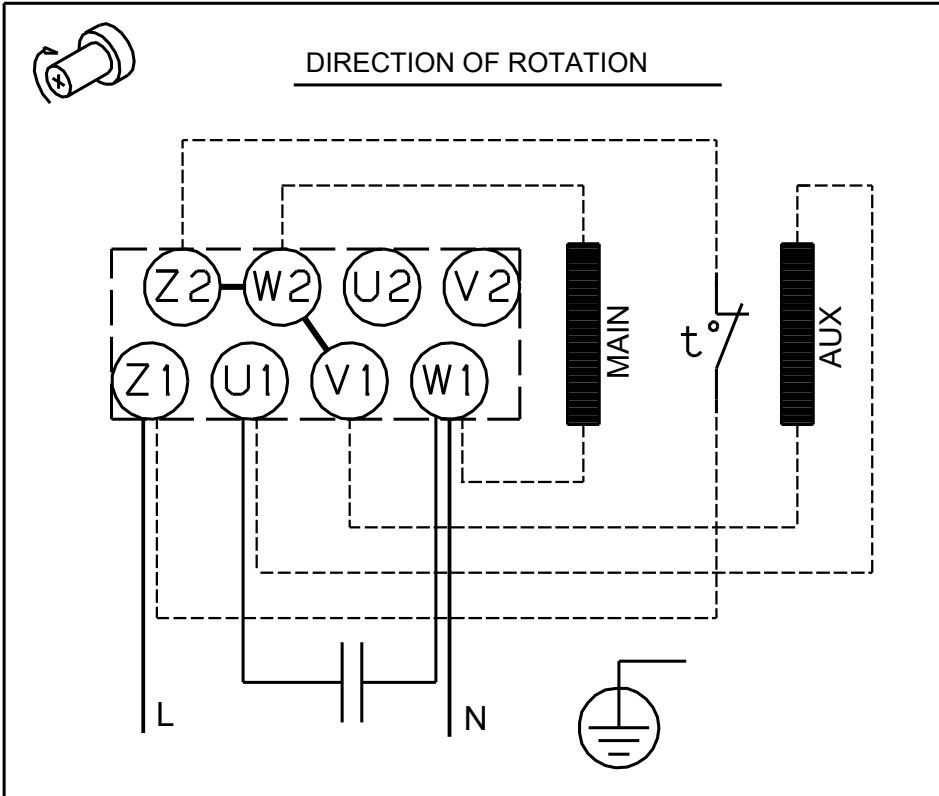 DIRECTION OF ROTATION
Z2 W2 U2 V2
Z1 U1 V1 W1
MAIN
t°
AUX
L
N